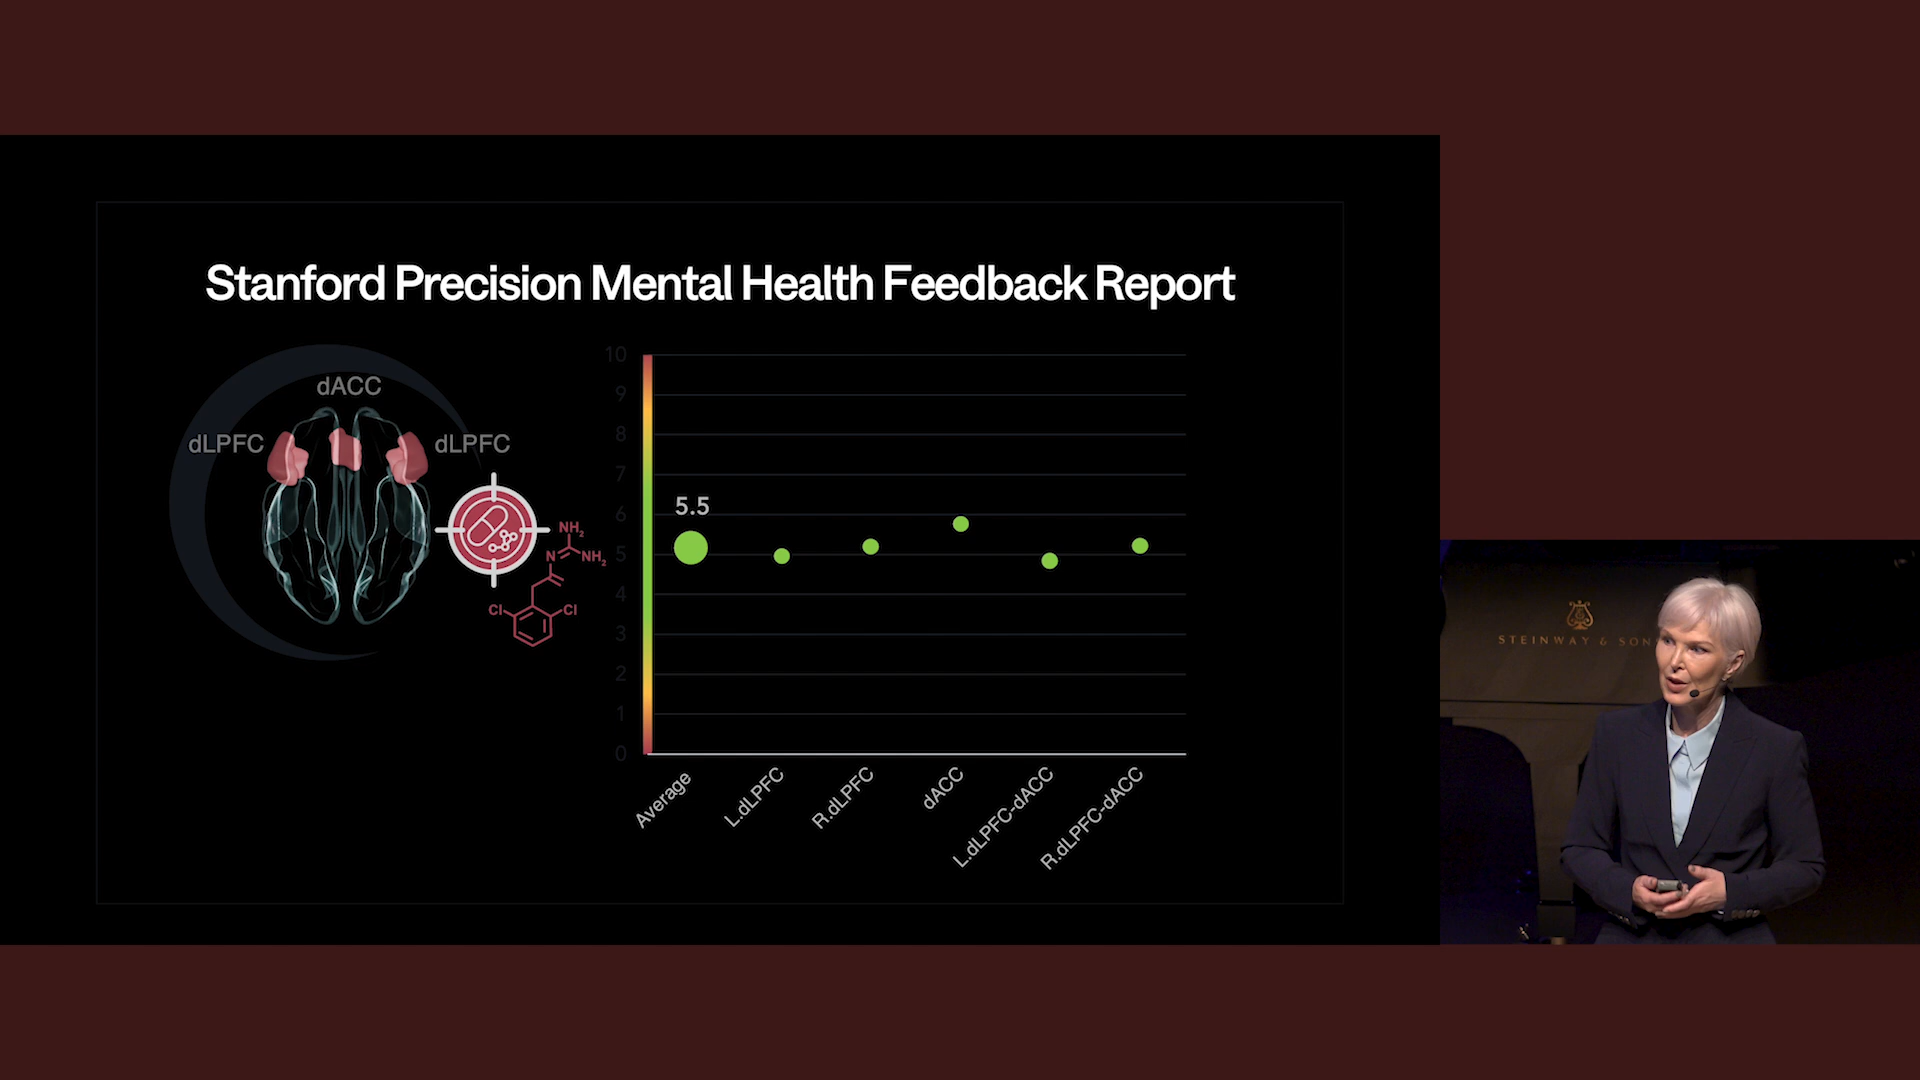 Stanford Precision Mental Health Feedback Report
dACC
dLPFC
dLPFC
NH2
N
NH2
Cl
Cl
10
9
8
7
6
5
4
3
2
1
0
5.5
Average
L.dLPFC
R.dLPFC
dACC
L.dLPFC-dACC
R.dLPFC-dACC
STEINWAY & SON